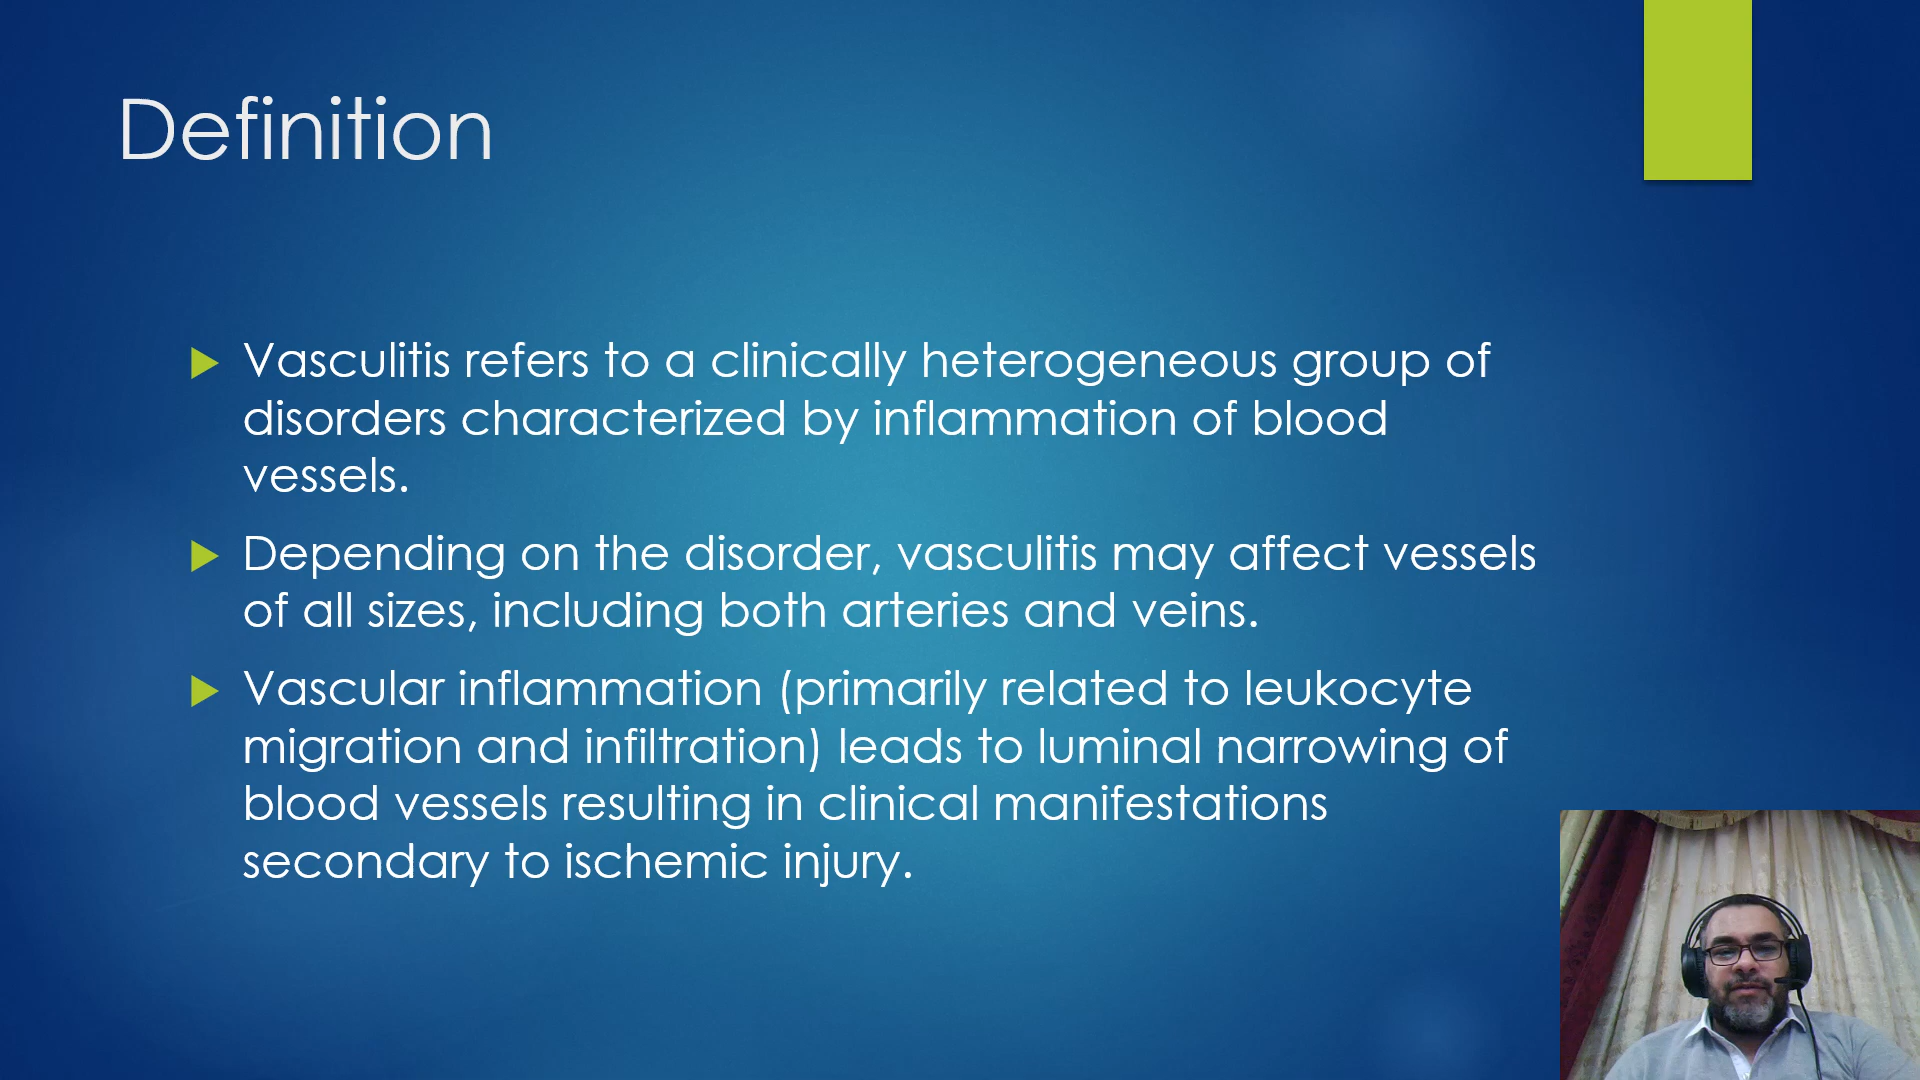 Definition
Vasculitis refers to a clinically heterogeneous group of
disorders characterized by inflammation of blood
vessels.
Depending on the disorder, vasculitis may affect vessels
of all sizes, including both arteries and veins.
Vascular inflammation (primarily related to leukocyte
migration and infiltration) leads to luminal narrowing of
blood vessels resulting in clinical manifestations
secondary to ischemic injury.